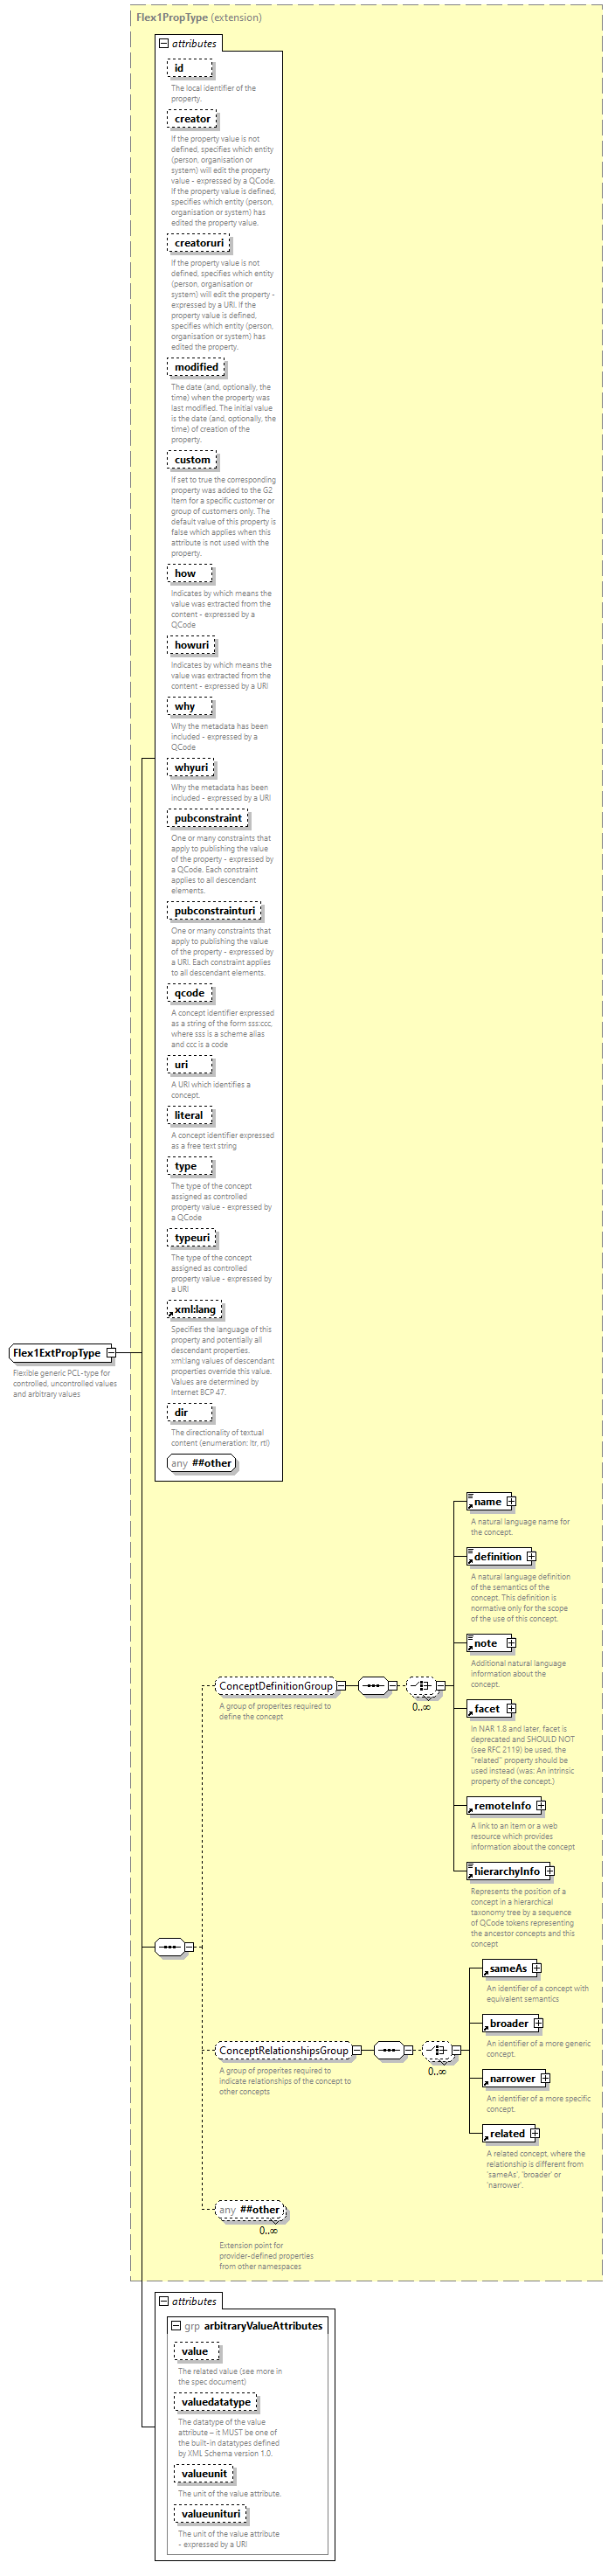 Flex1PropType (extension)
attributes
id
The local identifier of the
property.
creator
If the property value is not
defined, specifies which entity
(person, organisation or
system) will edit the property
value - expressed by a QCode.
If the property value is defined,
specifies which entity (person,
organisation or system) has
edited the property value.
creatoruri
If the property value is not
defined, specifies which entity
(person, organisation or
system) will edit the property -
expressed by a URI. If the
property value is defined,
specifies which entity (person,
organisation or system) has
edited the property.
modified
The date (and, optionally, the
time) when the property was
last modified. The initial value
is the date (and, optionally, the
time) of creation of the
property.
custom
If set to true the corresponding
property was added to the G2
Item for a specific customer or
group of customers only. The
default value of this property is
false which applies when this
attribute is not used with the
property.
how
Indicates by which means the
value was extracted from the
content - expressed by a
QCode
howuri
Indicates by which means the
value was extracted from the
content - expressed by a URI
why
Why the metadata has been
included - expressed by a
QCode
whyuri
Why the metadata has been
included - expressed by a URI
pubconstraint
One or many constraints that
apply to publishing the value
of the property - expressed by
a QCode. Each constraint
applies to all descendant
elements.
pubconstrainturi
One or many constraints that
apply to publishing the value
of the property - expressed by
a URI. Each constraint applies
to all descendant elements.
qcode
A concept identifier expressed
as a string of the form sss:ccc,
where sss is a scheme alias
and ccc is a code
uri
A URI which identifies a
concept.
literal
A concept identifier expressed
as a free text string
type
The type of the concept
assigned as controlled
property value - expressed by
a QCode
typeuri
The type of the concept
assigned as controlled
property value - expressed by
a URI
xml:lang
Specifies the language of this
property and potentially all
descendant properties.
xml:lang values of descendant
properties override this value.
Values are determined by
Internet BCP 47.
dir
The directionality of textual
content (enumeration: ltr, rtl)
any ##other
Flex1ExtPropType
Flexible generic PCL-type for
controlled, uncontrolled values
and arbitrary values
name
A natural language name for
the concept.
definition
A natural language definition
of the semantics of the
concept. This definition is
normative only for the scope
of the use of this concept.
note
Additional natural language
information about the
concept.
ConceptDefinitionGroup
0..∞
A group of properites required to
define the concept
facet
In NAR 1.8 and later, facet is
deprecated and SHOULD NOT
(see RFC 2119) be used, the
"related" property should be
used instead (was: An intrinsic
property of the concept.)
remoteInfo
A link to an item or a web
resource which provides
information about the concept
hierarchyInfo
Represents the position of a
concept in a hierarchical
taxonomy tree by a sequence
of QCode tokens representing
the ancestor concepts and this
concept
sameAs
An identifier of a concept with
equivalent semantics
broader
An identifier of a more generic
concept.
ConceptRelationshipsGroup
0..∞
A group of properites required to
indicate relationships of the concept to
other concepts
narrower
An identifier of a more specific
concept.
related
A related concept, where the
relationship is different from
'sameAs', 'broader' or
'narrower'.
any ##other
0..∞
Extension point for
provider-defined properties
from other namespaces
attributes
grp arbitraryValueAttributes
value
The related value (see more in
the spec document)
valuedatatype
The datatype of the value
attribute – it MUST be one of
the built-in datatypes defined
by XML Schema version 1.0.
valueunit
The unit of the value attribute.
valueunituri
The unit of the value attribute
- expressed by a URI